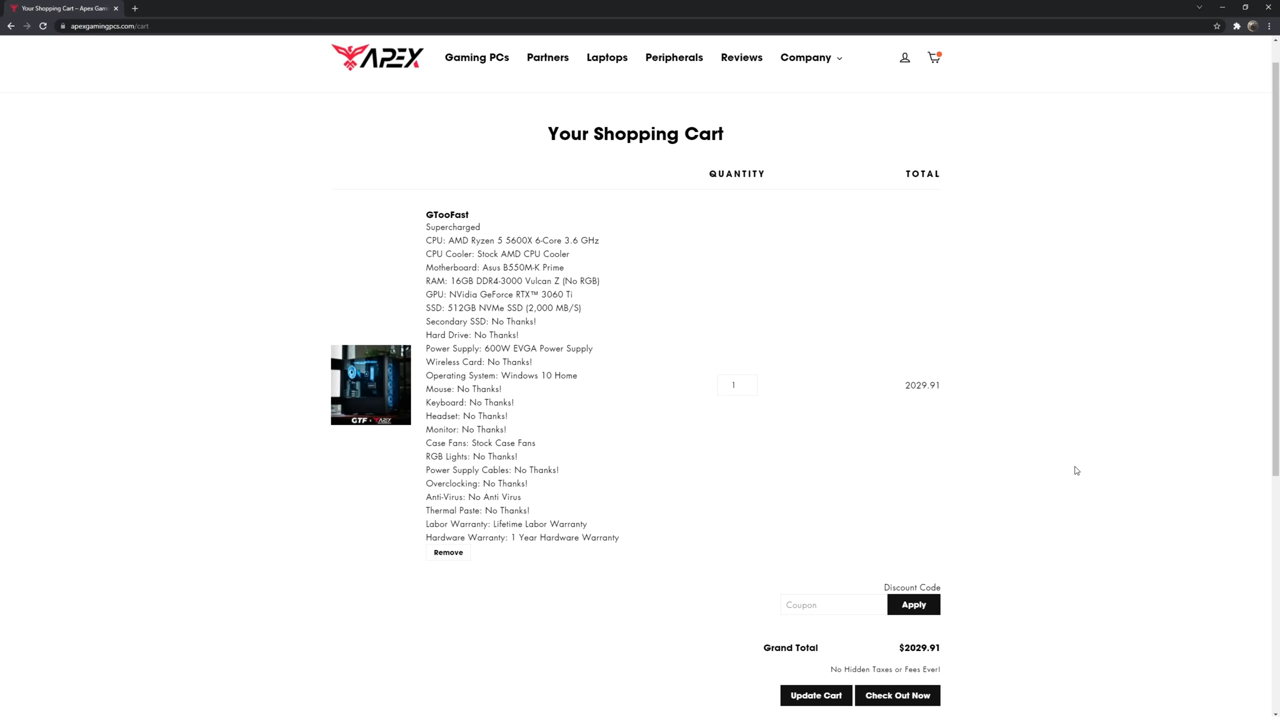 Your Shopping Cart – Apex Gam
apexgamingpcs.com/cart
APEX
Gaming PCs
Partners
Laptops
Peripherals
Reviews
Company
Your Shopping Cart
QUANTITY
TOTAL
GTooFast
Supercharged
CPU: AMD Ryzen 5 5600X 6-Core 3.6 GHz
CPU Cooler: Stock AMD CPU Cooler
Motherboard: Asus B550M-K Prime
RAM: 16GB DDR4-3000 Vulcan Z (No RGB)
GPU: NVidia GeForce RTX™ 3060 Ti
SSD: 512GB NVMe SSD (2,000 MB/S)
Secondary SSD: No Thanks!
Hard Drive: No Thanks!
Power Supply: 600W EVGA Power Supply
Wireless Card: No Thanks!
Operating System: Windows 10 Home
Mouse: No Thanks!
Keyboard: No Thanks!
Headset: No Thanks!
Monitor: No Thanks!
Case Fans: Stock Case Fans
RGB Lights: No Thanks!
Power Supply Cables: No Thanks!
Overclocking: No Thanks!
Anti-Virus: No Anti Virus
Thermal Paste: No Thanks!
Labor Warranty: Lifetime Labor Warranty
Hardware Warranty: 1 Year Hardware Warranty
Remove
GTF • APEX
1
2029.91
Discount Code
Coupon
Apply
Grand Total
$2029.91
No Hidden Taxes or Fees Ever!
Update Cart
Check Out Now